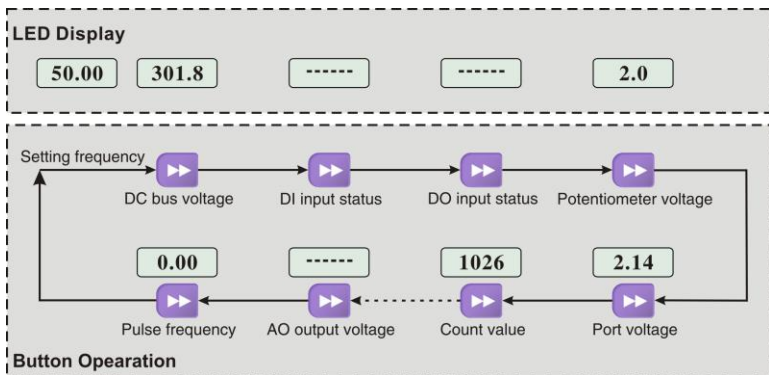 LED Display
50.00 301.8 ------ ------ 2.0
Setting frequency
DC bus voltage DI input status DO input status Potentiometer voltage
0.00 ------ 1026 2.14
Pulse frequency AO output voltage Count value Port voltage
Button Opearation